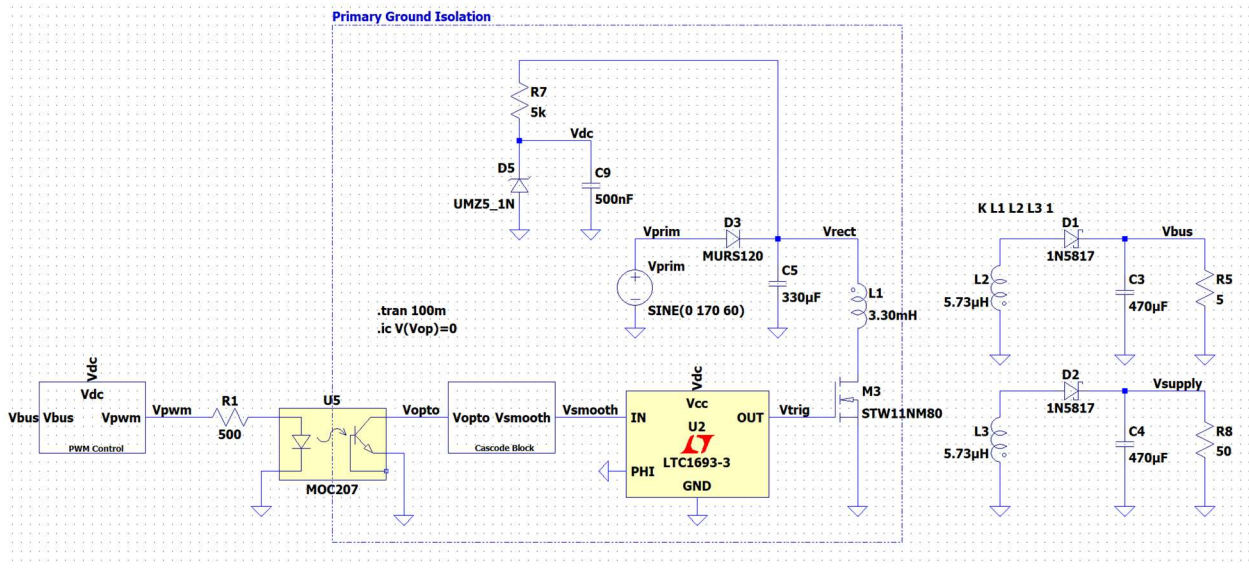 Primary Ground Isolation
R7
5k
Vdc
D5
UMZ5_1N
C9
500nF
Vprim
D3
MURS120
Vrect
Vprim
SINE(0 170 60)
C5
330µF
L1
3.30mH
.tran 100m
.ic V(Vop)=0
K L1 L2 L3 1
D1
1N5817
Vbus
L2
5.73µH
C3
470µF
R5
5
Vdc
Vdc
Vbus
Vbus
Vpwm
PWM Control
Vpwm
R1
500
U5
MOC207
Vopto
Vopto
Vsmooth
Cascode Block
Vsmooth
Vdc
Vcc
IN
OUT
U2
LTC1693-3
PHI
GND
Vtrig
M3
STW11NM80
D2
1N5817
Vsupply
L3
5.73µH
C4
470µF
R8
50